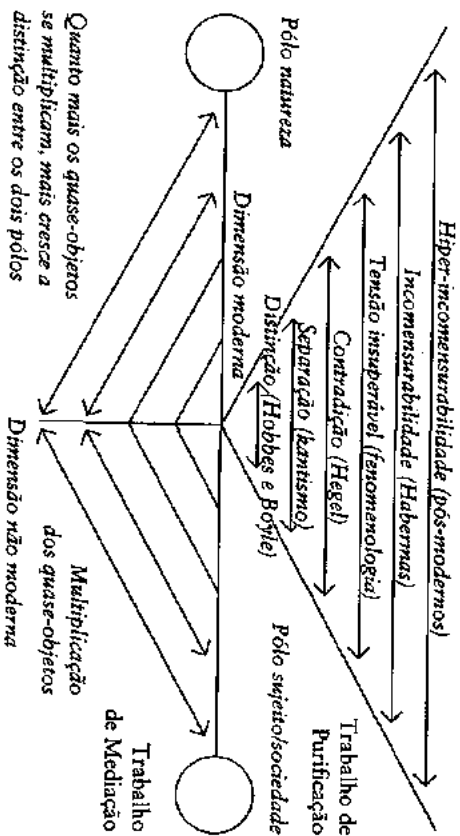 Hiper-incomensurabilidade (pós-modernos)
Incomensurabilidade (Habermas)
Tensão insuperável (fenomenologia)
Contradição (Hegel)
Separação (kantismo)
Distinção (Hobbes e Boyle)
Trabalho de
Purificação
Pólo natureza
Dimensão moderna
Pólo sujeito/sociedade
Quanto mais os quase-objetos
se multiplicam, mais cresce a
distinção entre os dois pólos
Multiplicação
dos quase-objetos
Dimensão não moderna
Trabalho
de Mediação